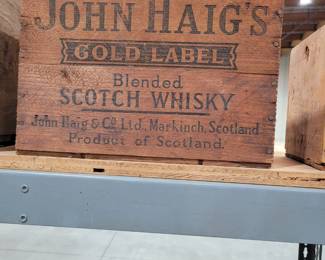 JOHN HAIG'S
GOLD LABEL
Blended
SCOTCH WHISKY
John Haig & Co Ltd., Markinch, Scotland
Product of Scotland.